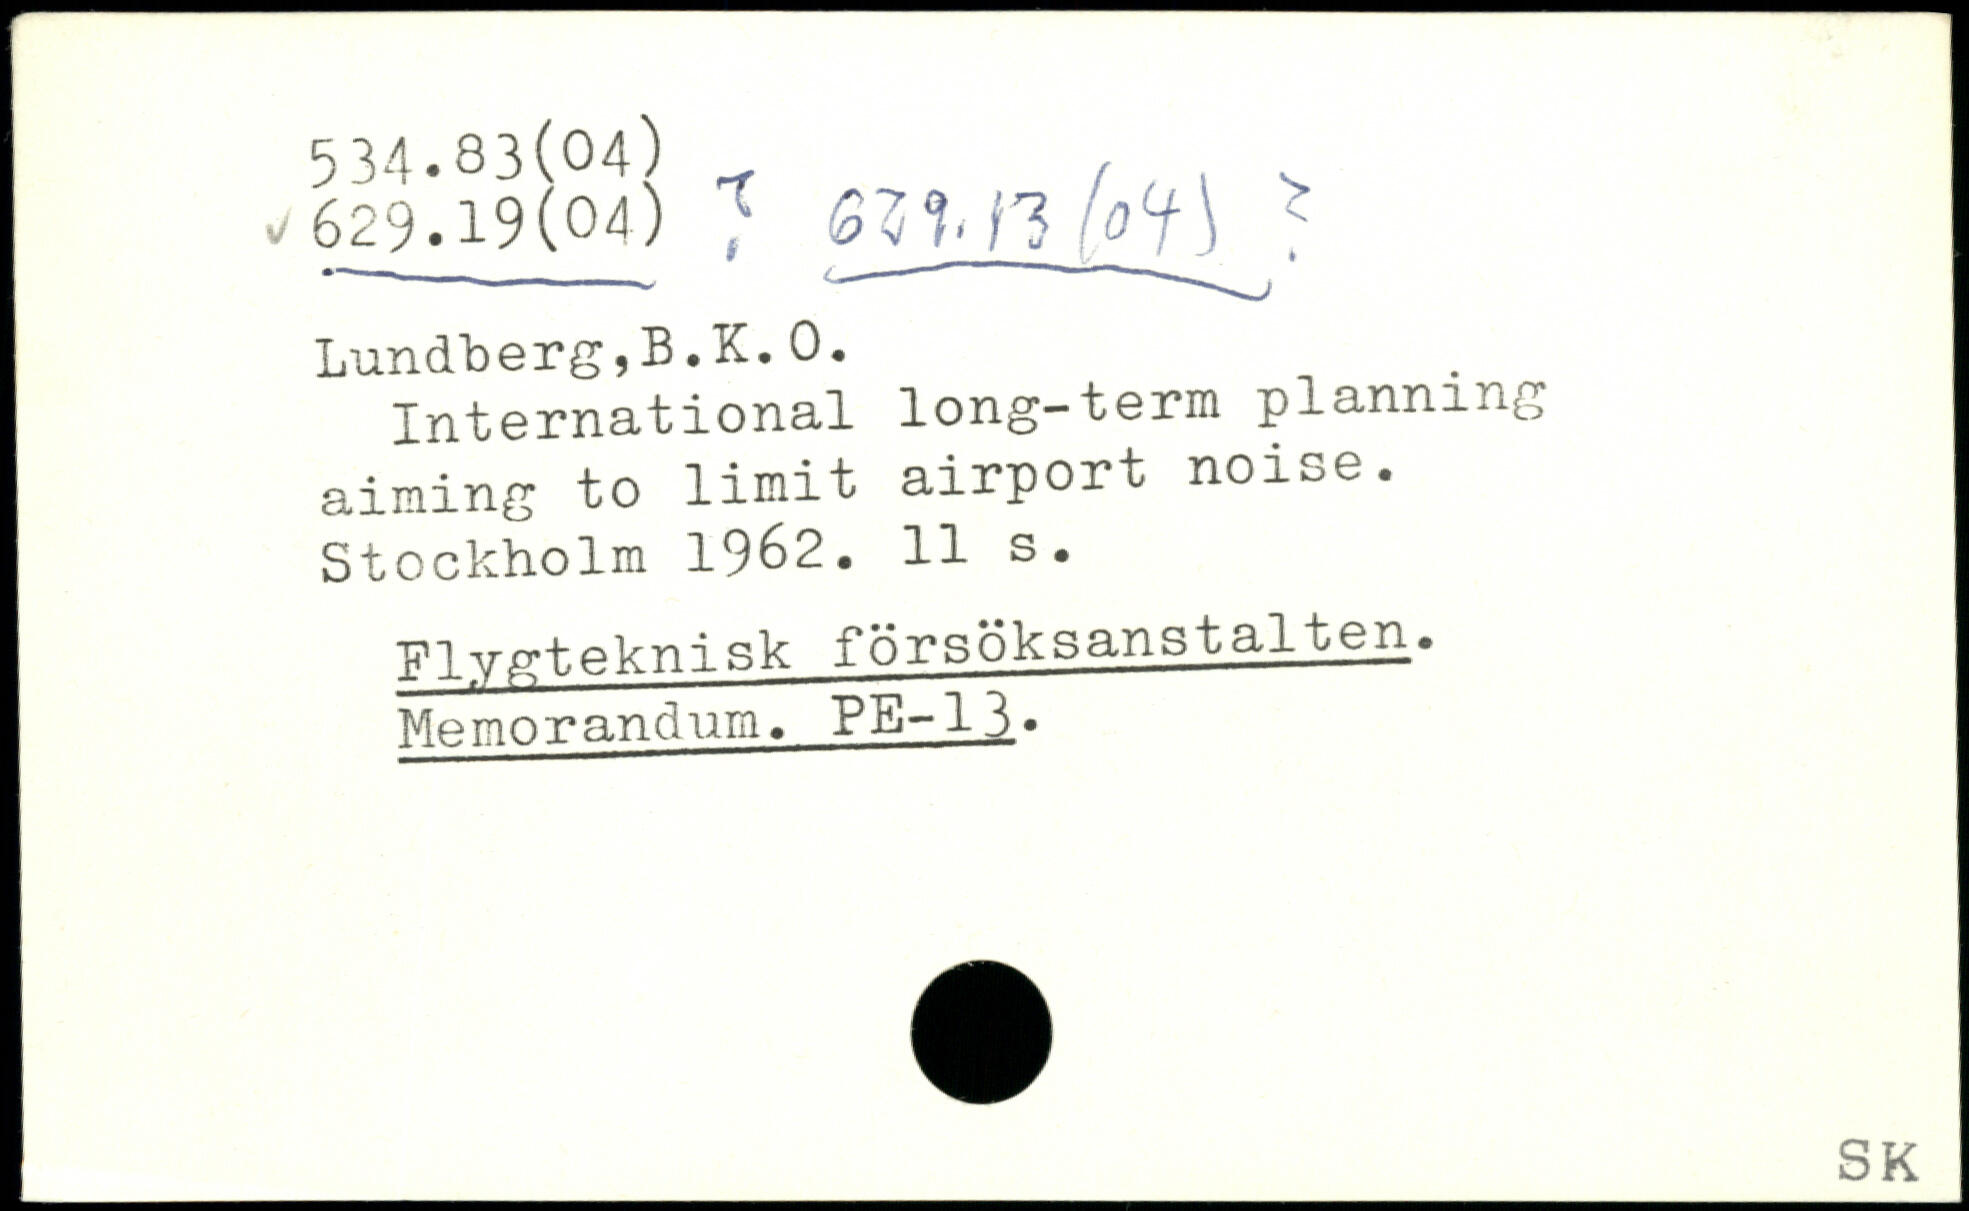 534.83(04)
✓ 629.19(04) ? 629.13(04) ?
Lundberg,B.K.O.
International long-term planning
aiming to limit airport noise.
Stockholm 1962. 11 s.
Flygteknisk försöksanstalten.
Memorandum. PE-13.
SK